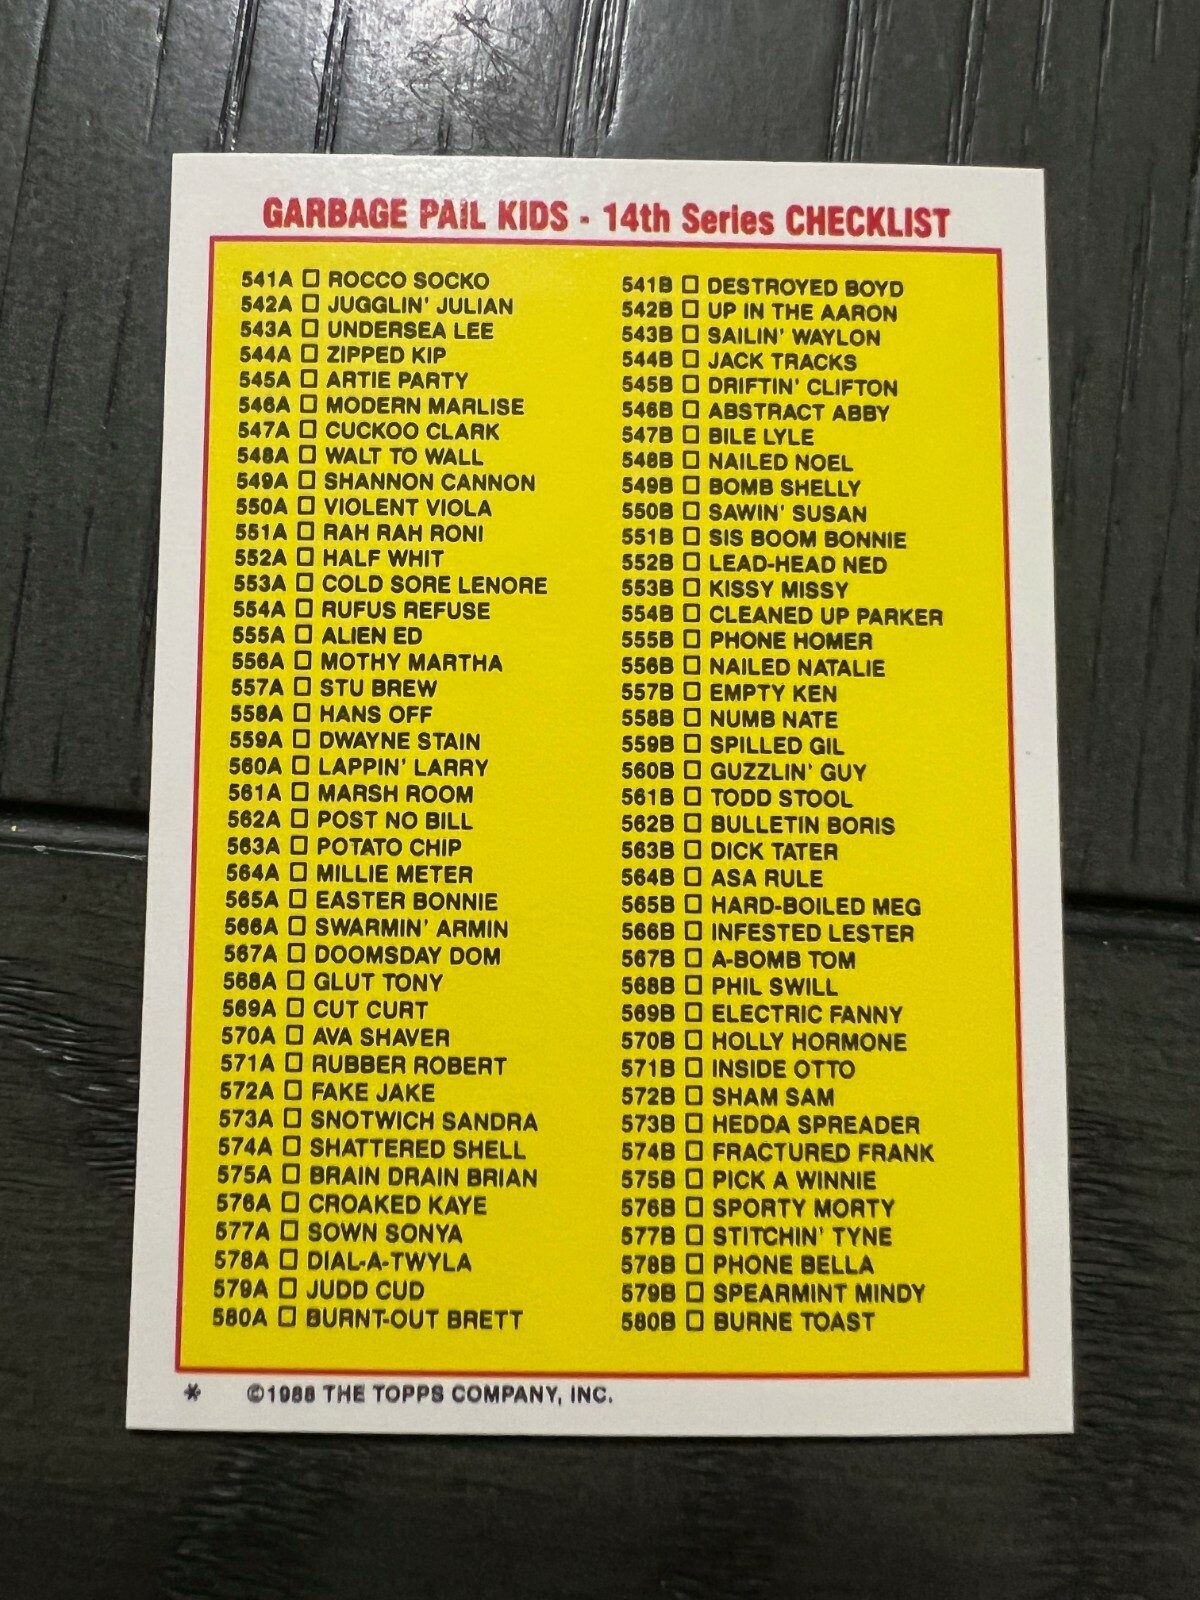 GARBAGE PAIL KIDS - 14th Series CHECKLIST
541A □ ROCCO SOCKO
542A □ JUGGLIN' JULIAN
543A □ UNDERSEA LEE
544A □ ZIPPED KIP
545A □ ARTIE PARTY
546A □ MODERN MARLISE
547A □ CUCKOO CLARK
548A □ WALT TO WALL
549A □ SHANNON CANNON
550A □ VIOLENT VIOLA
551A □ RAH RAH RONI
552A □ HALF WHIT
553A □ COLD SORE LENORE
554A □ RUFUS REFUSE
555A □ ALIEN ED
556A □ MOTHY MARTHA
557A □ STU BREW
558A □ HANS OFF
559A □ DWAYNE STAIN
560A □ LAPPIN' LARRY
561A □ MARSH ROOM
562A □ POST NO BILL
563A □ POTATO CHIP
564A □ MILLIE METER
565A □ EASTER BONNIE
566A □ SWARMIN' ARMIN
567A □ DOOMSDAY DOM
568A □ GLUT TONY
569A □ CUT CURT
570A □ AVA SHAVER
571A □ RUBBER ROBERT
572A □ FAKE JAKE
573A □ SNOTWICH SANDRA
574A □ SHATTERED SHELL
575A □ BRAIN DRAIN BRIAN
576A □ CROAKED KAYE
577A □ SOWN SONYA
578A □ DIAL-A-TWYLA
579A □ JUDD CUD
580A □ BURNT-OUT BRETT
541B □ DESTROYED BOYD
542B □ UP IN THE AARON
543B □ SAILIN' WAYLON
544B □ JACK TRACKS
545B □ DRIFTIN' CLIFTON
546B □ ABSTRACT ABBY
547B □ BILE LYLE
548B □ NAILED NOEL
549B □ BOMB SHELLY
550B □ SAWIN' SUSAN
551B □ SIS BOOM BONNIE
552B □ LEAD-HEAD NED
553B □ KISSY MISSY
554B □ CLEANED UP PARKER
555B □ PHONE HOMER
556B □ NAILED NATALIE
557B □ EMPTY KEN
558B □ NUMB NATE
559B □ SPILLED GIL
560B □ GUZZLIN' GUY
561B □ TODD STOOL
562B □ BULLETIN BORIS
563B □ DICK TATER
564B □ ASA RULE
565B □ HARD-BOILED MEG
566B □ INFESTED LESTER
567B □ A-BOMB TOM
568B □ PHIL SWILL
569B □ ELECTRIC FANNY
570B □ HOLLY HORMONE
571B □ INSIDE OTTO
572B □ SHAM SAM
573B □ HEDDA SPREADER
574B □ FRACTURED FRANK
575B □ PICK A WINNIE
576B □ SPORTY MORTY
577B □ STITCHIN' TYNE
578B □ PHONE BELLA
579B □ SPEARMINT MINDY
580B □ BURNE TOAST
* ©1988 THE TOPPS COMPANY, INC.